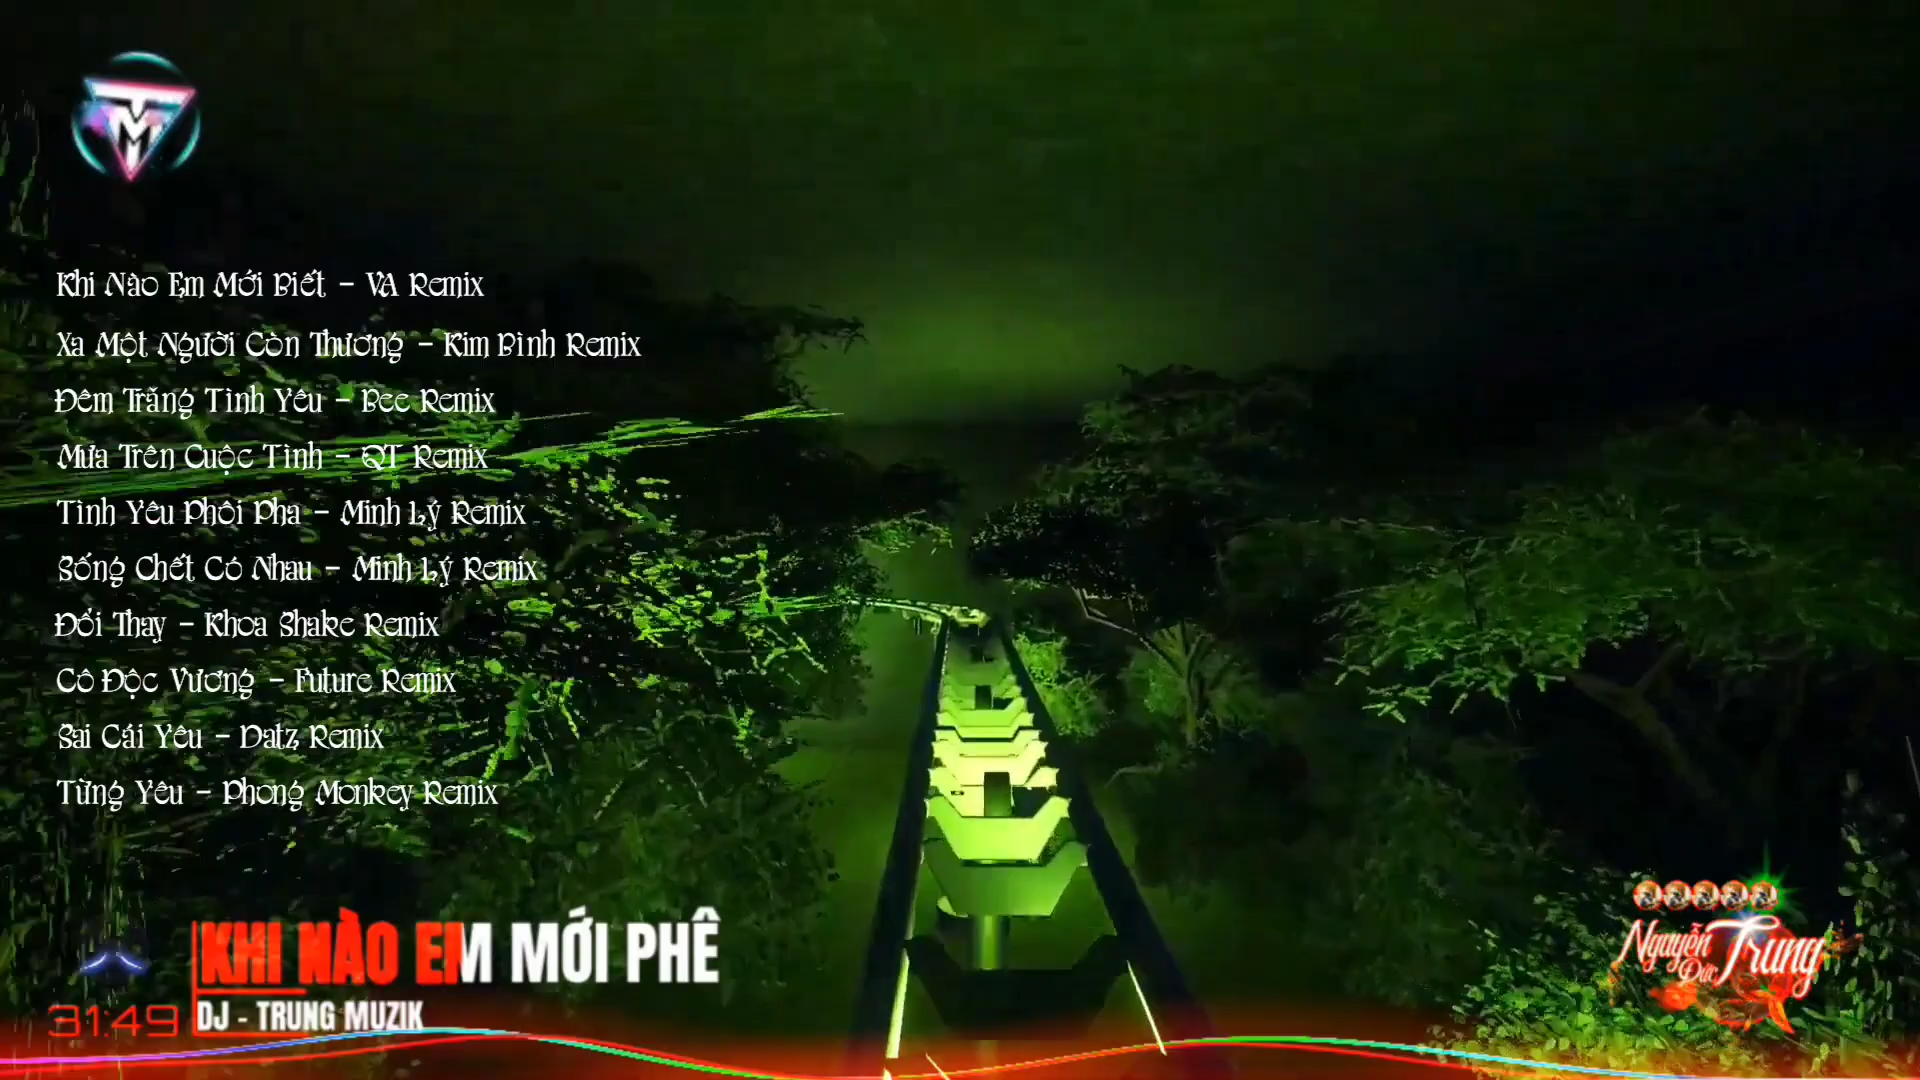 TM
Khi Nào Em Mới Biết - VA Remix
Xa Một Người Còn Thương - Kim Bình Remix
Đêm Trắng Tình Yêu - Bee Remix
Mưa Trên Cuộc Tình - QT Remix
Tình Yêu Phôi Pha - Minh Lý Remix
Sống Chết Có Nhau - Minh Lý Remix
Đổi Thay - Khoa Shake Remix
Cô Độc Vương - Future Remix
Sai Cái Yêu - Datz Remix
Từng Yêu - Phong Monkey Remix
KHI NÀO EM MỚI PHÊ
DJ - TRUNG MUZIK
31:49
Nguyễn Đức Trung